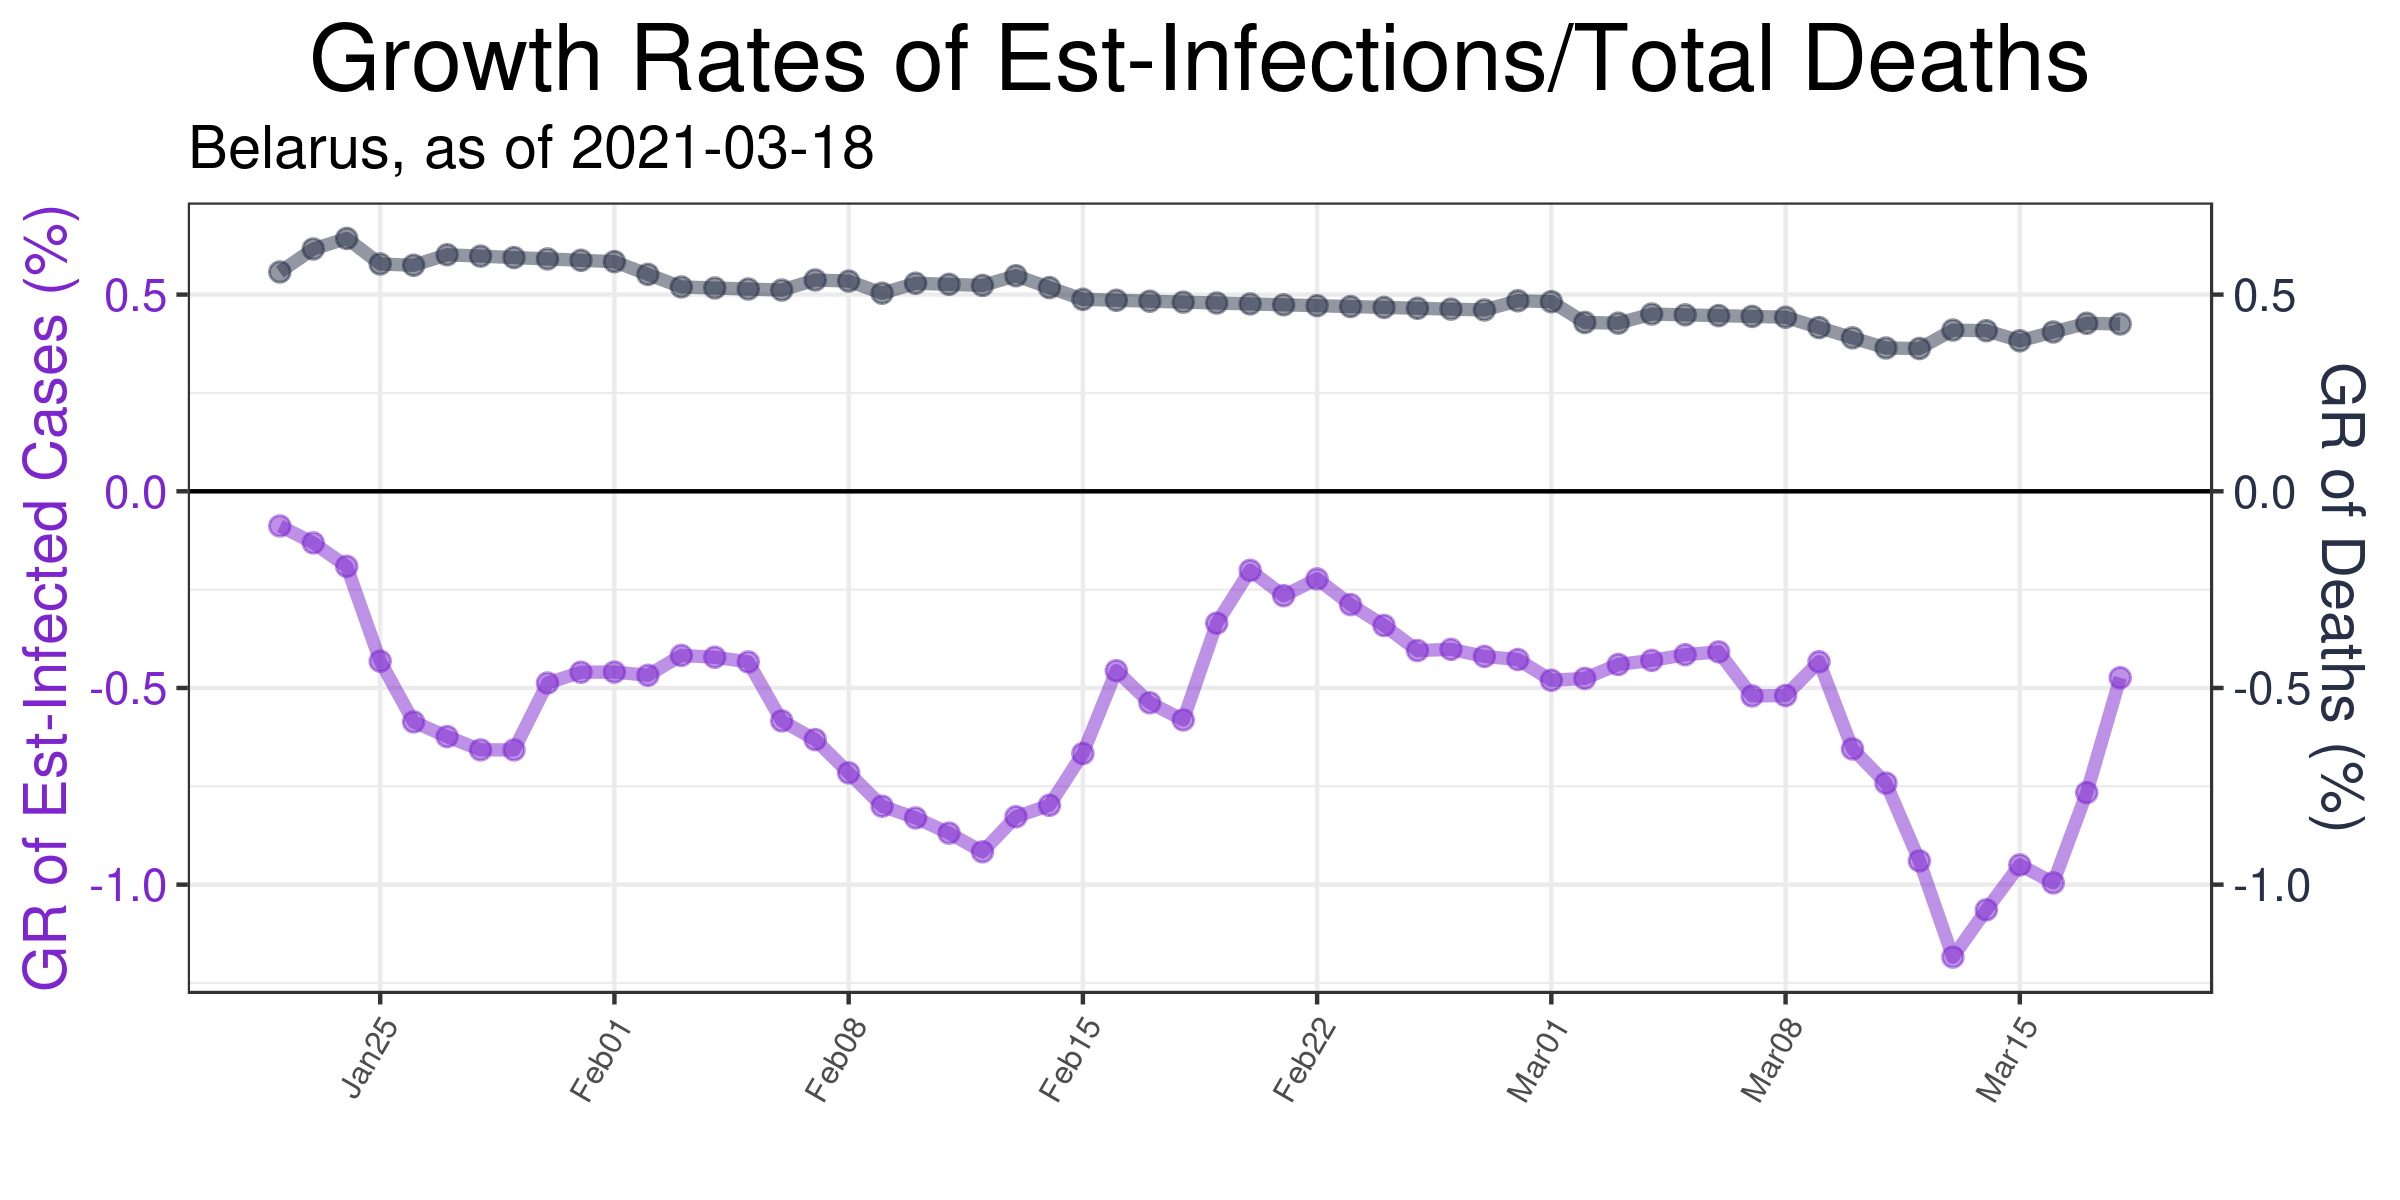 Growth Rates of Est-Infections/Total Deaths
Belarus, as of 2021-03-18
GR of Est-Infected Cases (%)
0.5
0.0
-0.5
-1.0
0.5
0.0
-0.5
-1.0
GR of Deaths (%)
Jan25
Feb01
Feb08
Feb15
Feb22
Mar01
Mar08
Mar15